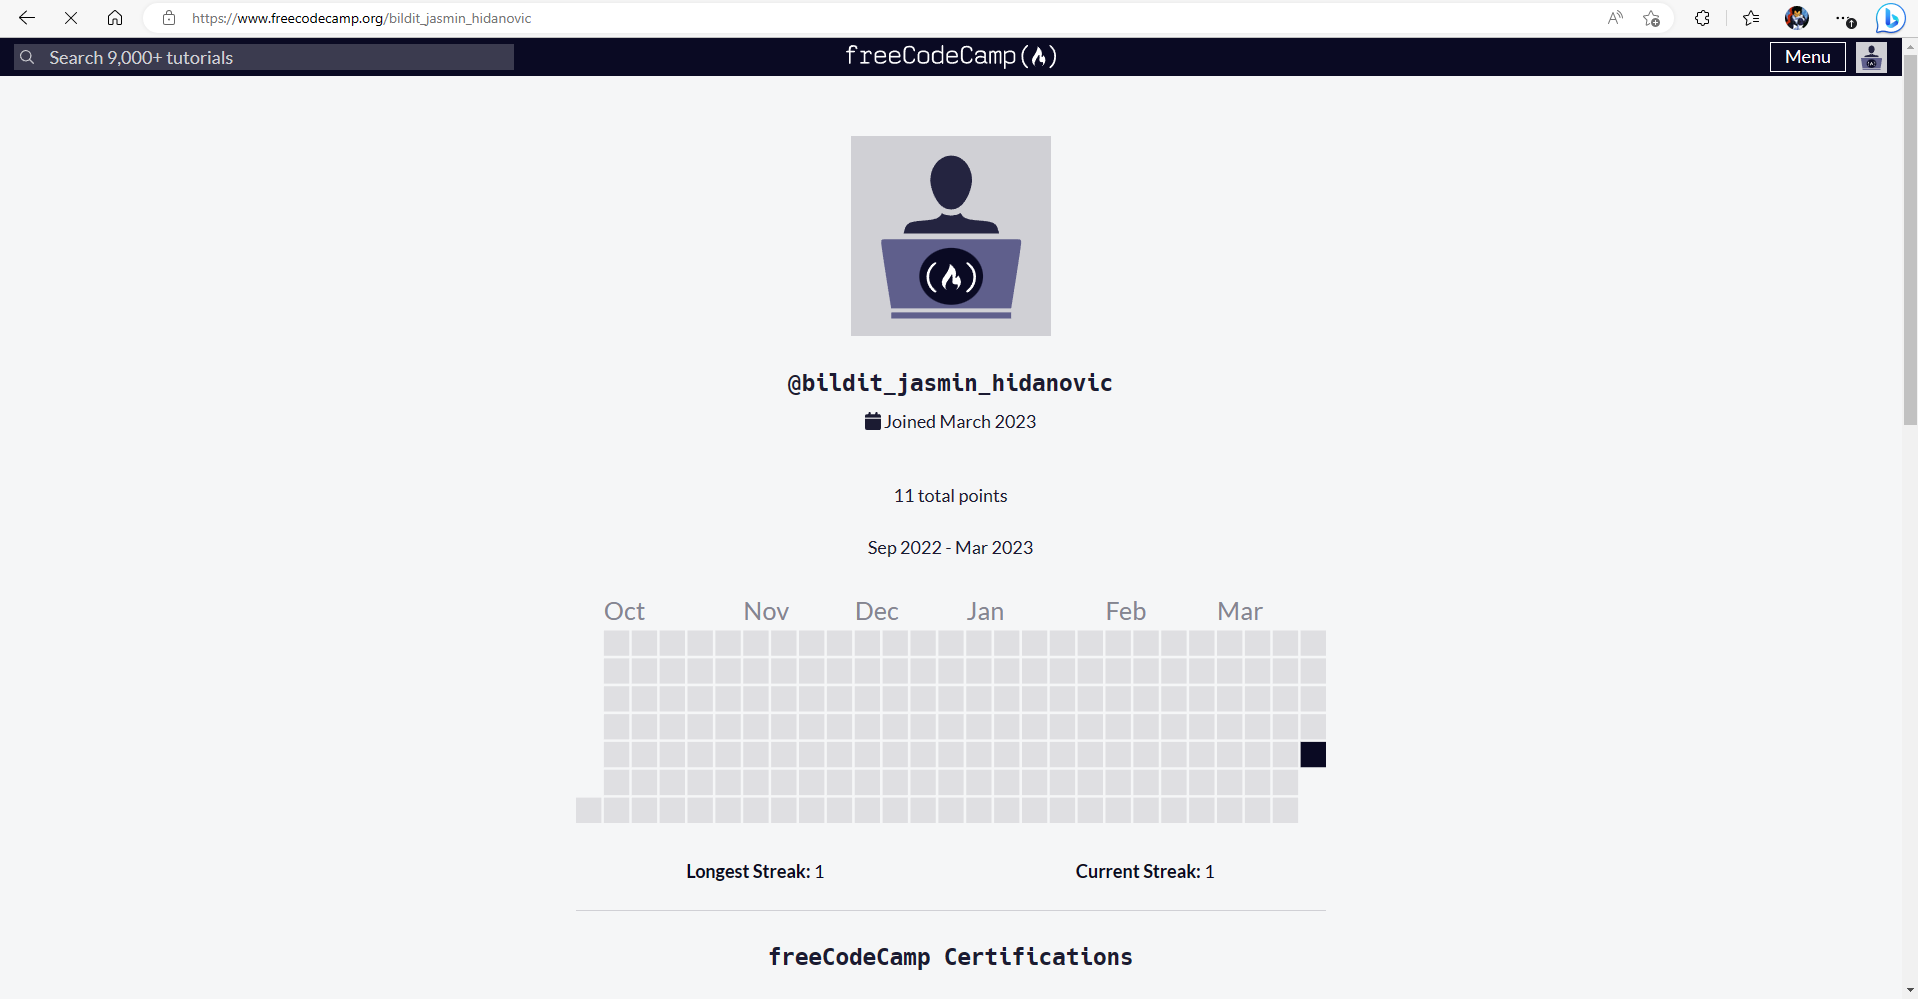 https://www.freecodecamp.org/bildit_jasmin_hidanovic
Search 9,000+ tutorials
freeCodeCamp
Menu
@bildit_jasmin_hidanovic
Joined March 2023
11 total points
Sep 2022 - Mar 2023
Oct Nov Dec Jan Feb Mar
Longest Streak: 1 Current Streak: 1
freeCodeCamp Certifications